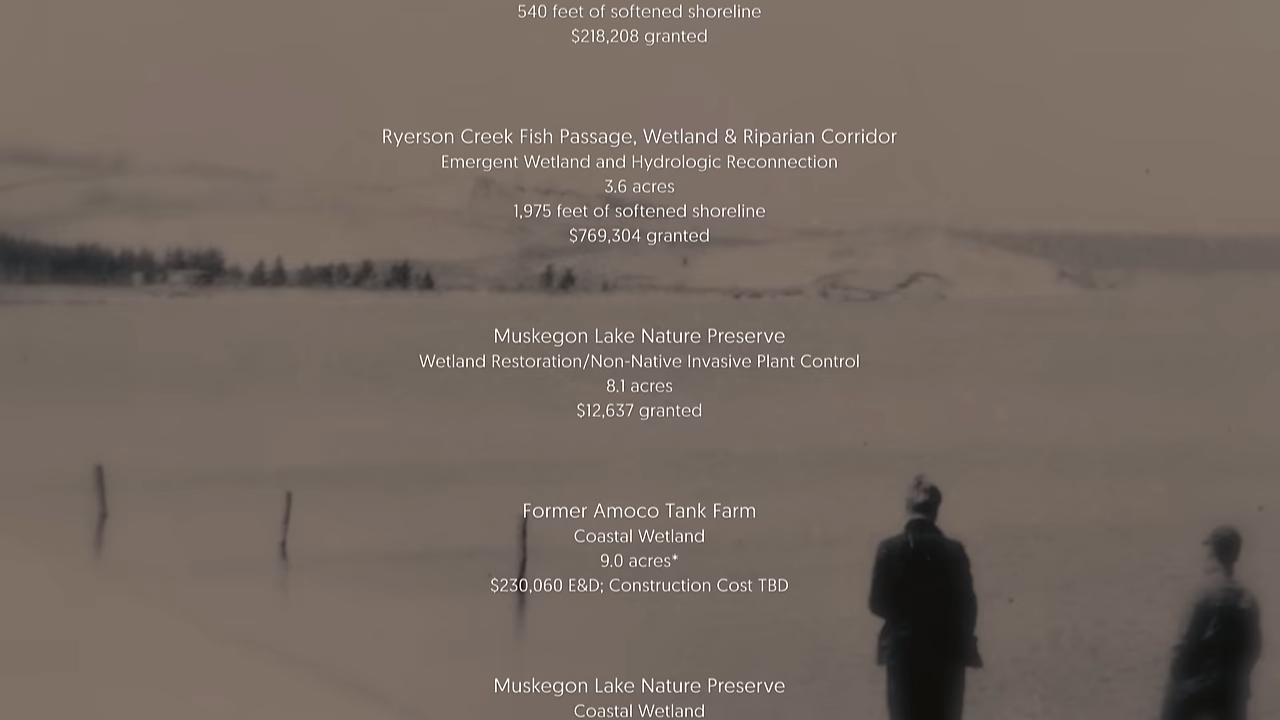 540 feet of softened shoreline
$218,208 granted
Ryerson Creek Fish Passage, Wetland & Riparian Corridor
Emergent Wetland and Hydrologic Reconnection
3.6 acres
1,975 feet of softened shoreline
$769,304 granted
Muskegon Lake Nature Preserve
Wetland Restoration/Non-Native Invasive Plant Control
8.1 acres
$12,637 granted
Former Amoco Tank Farm
Coastal Wetland
9.0 acres*
$230,060 E&D; Construction Cost TBD
Muskegon Lake Nature Preserve
Coastal Wetland